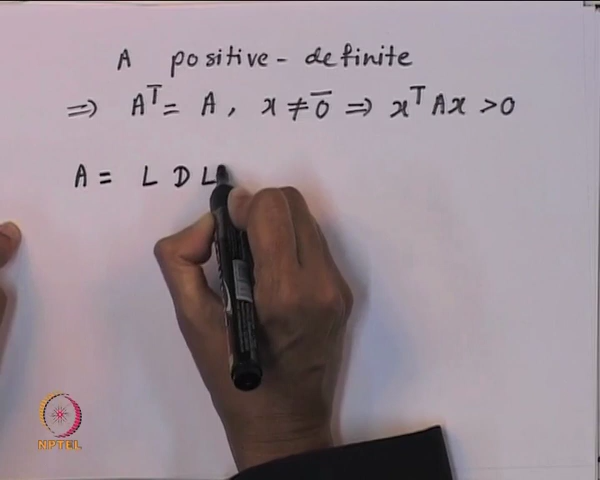 A positive-definite
⇒ Aᵀ = A, x ≠ 0̅ ⇒ xᵀAx > 0
A = L D L
NPTEL